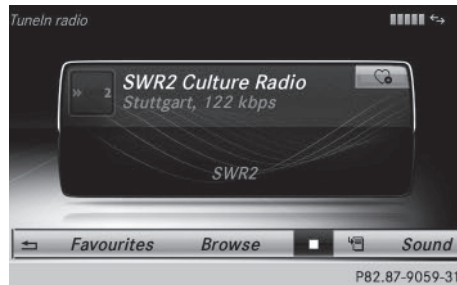 TuneIn radio
» 2
SWR2 Culture Radio
Stuttgart, 122 kbps
SWR2
Favourites Browse Sound
P82.87-9059-31